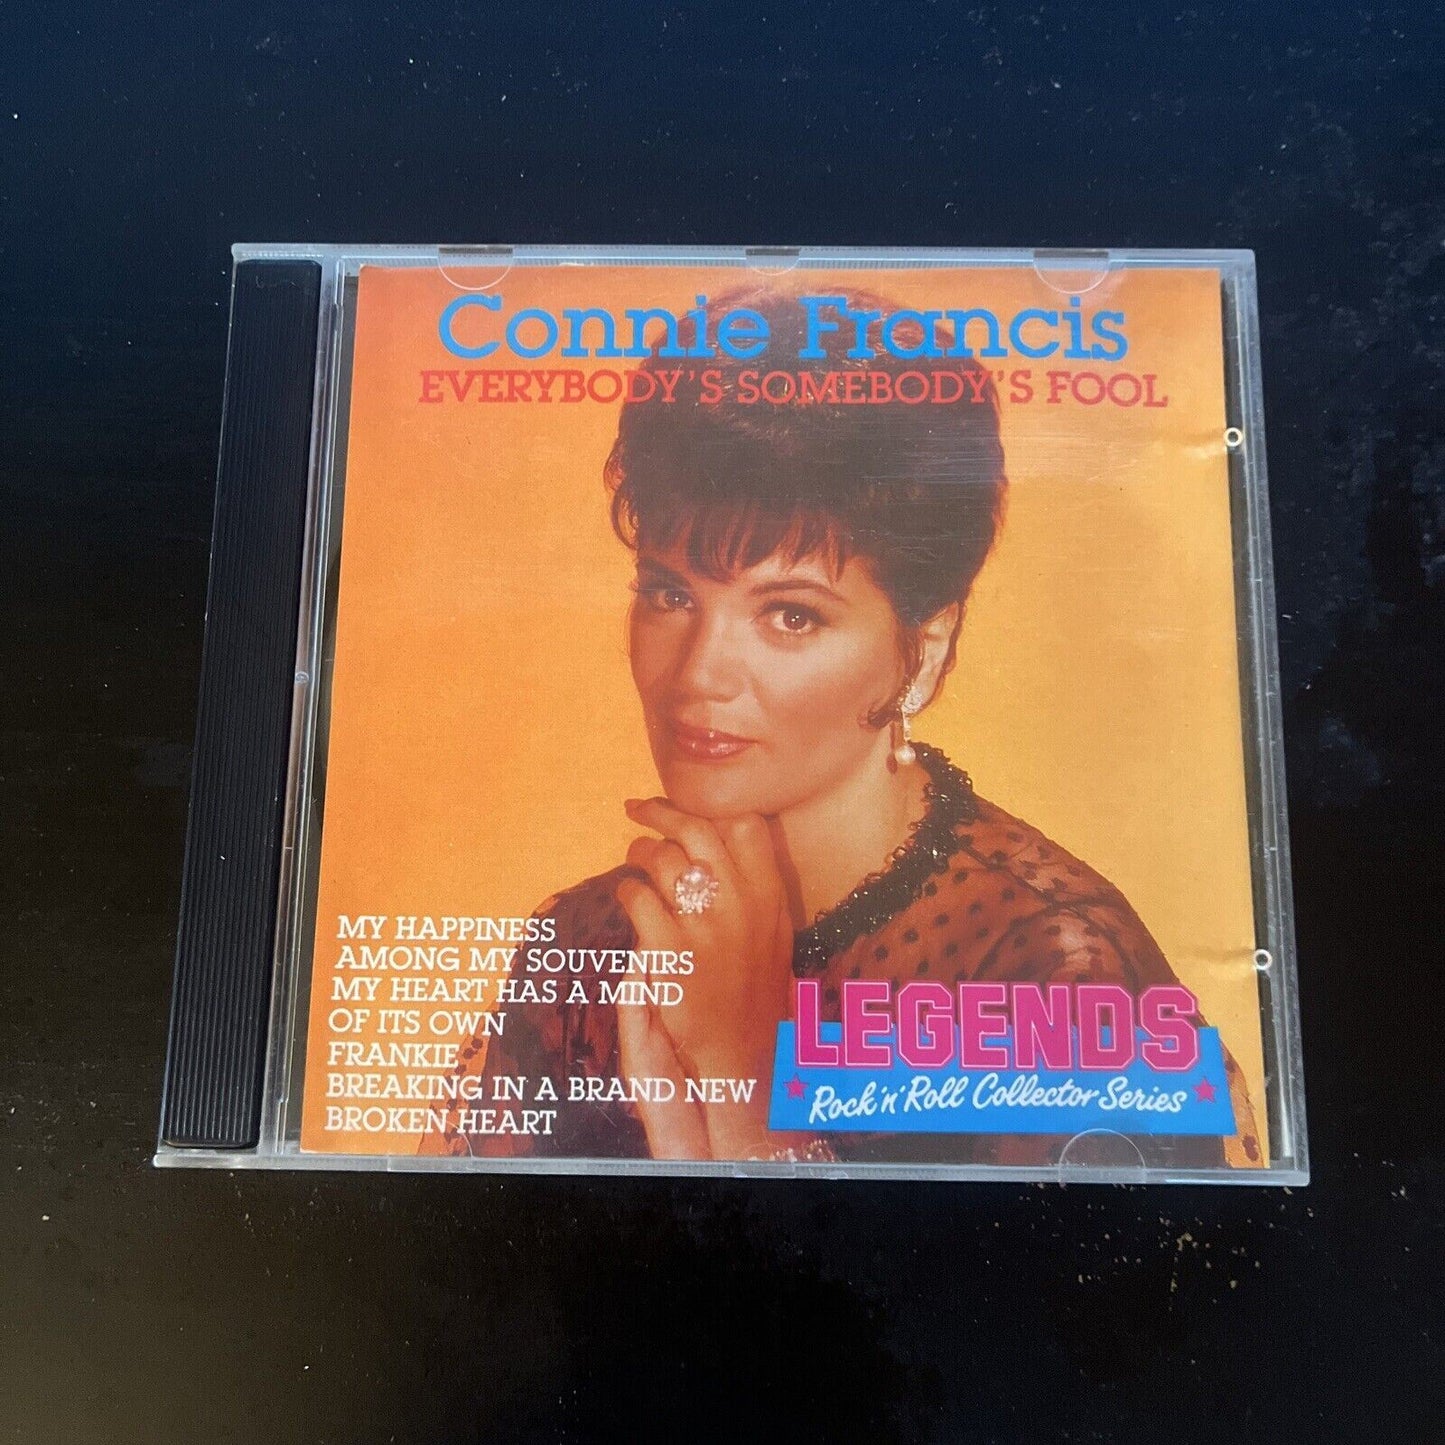 Connie Francis
EVERYBODY'S SOMEBODY'S FOOL
MY HAPPINESS
AMONG MY SOUVENIRS
MY HEART HAS A MIND
OF ITS OWN
FRANKIE
BREAKING IN A BRAND NEW
BROKEN HEART
LEGENDS
Rock 'n' Roll Collector Series